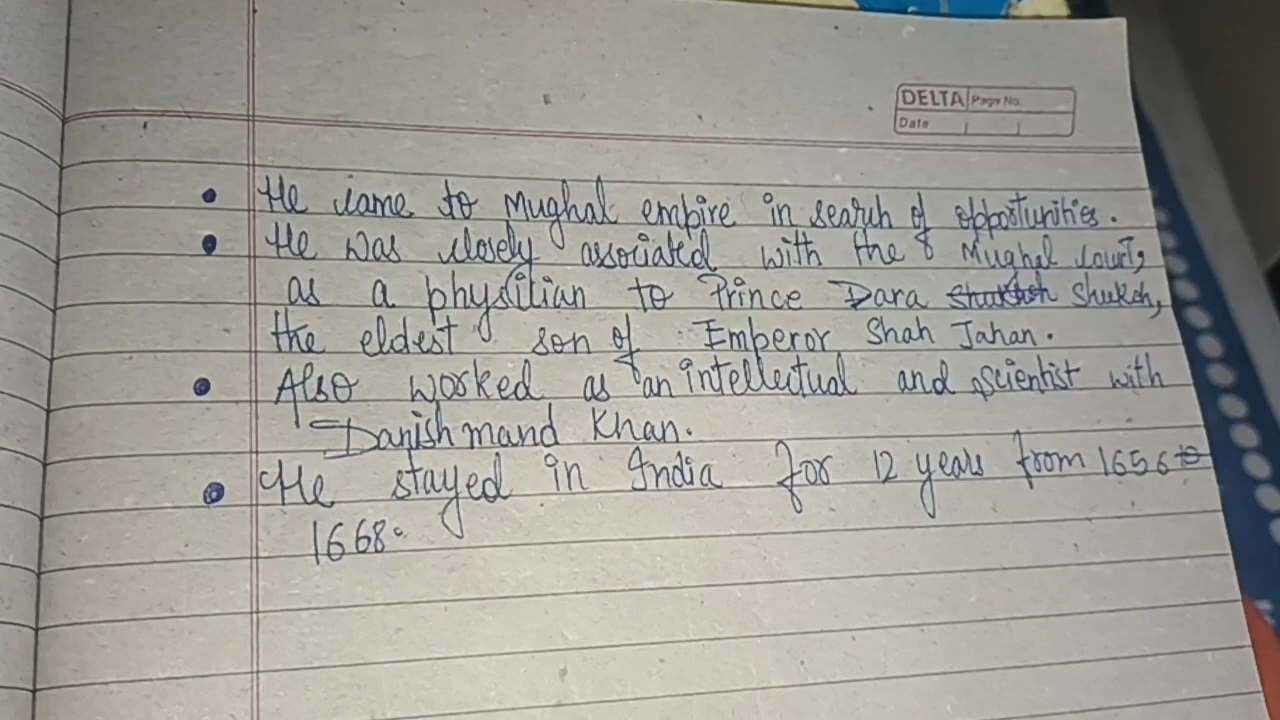 DELTA Page No.
Date
• He came to Mughal empire in search of opportunities.
• He was closely associated with the Mughal court,
as a physitian to Prince Dara Shukoh,
the eldest son of Emperor Shah Jahan.
• Also worked as an intellectual and scientist with
Danishmand Khan.
• He stayed in India for 12 years from 1656 to
1668.